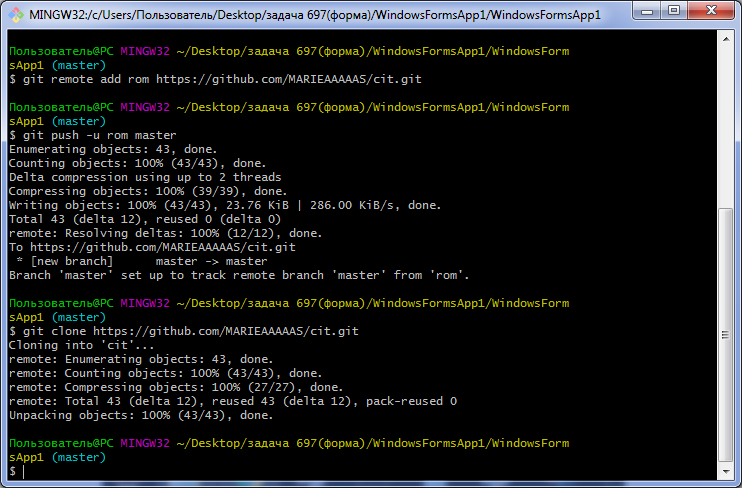 MINGW32:/c/Users/Пользователь/Desktop/задача 697(форма)/WindowsFormsApp1/WindowsFormsApp1
Пользователь@PC MINGW32 ~/Desktop/задача 697(форма)/WindowsFormsApp1/WindowsForm
sApp1 (master)
$ git remote add rom https://github.com/MARIEAAAAAS/cit.git
Пользователь@PC MINGW32 ~/Desktop/задача 697(форма)/WindowsFormsApp1/WindowsForm
sApp1 (master)
$ git push -u rom master
Enumerating objects: 43, done.
Counting objects: 100% (43/43), done.
Delta compression using up to 2 threads
Compressing objects: 100% (39/39), done.
Writing objects: 100% (43/43), 23.76 KiB | 286.00 KiB/s, done.
Total 43 (delta 12), reused 0 (delta 0)
remote: Resolving deltas: 100% (12/12), done.
To https://github.com/MARIEAAAAAS/cit.git
 * [new branch]      master -> master
Branch 'master' set up to track remote branch 'master' from 'rom'.
Пользователь@PC MINGW32 ~/Desktop/задача 697(форма)/WindowsFormsApp1/WindowsForm
sApp1 (master)
$ git clone https://github.com/MARIEAAAAAS/cit.git
Cloning into 'cit'...
remote: Enumerating objects: 43, done.
remote: Counting objects: 100% (43/43), done.
remote: Compressing objects: 100% (27/27), done.
remote: Total 43 (delta 12), reused 43 (delta 12), pack-reused 0
Unpacking objects: 100% (43/43), done.
Пользователь@PC MINGW32 ~/Desktop/задача 697(форма)/WindowsFormsApp1/WindowsForm
sApp1 (master)
$